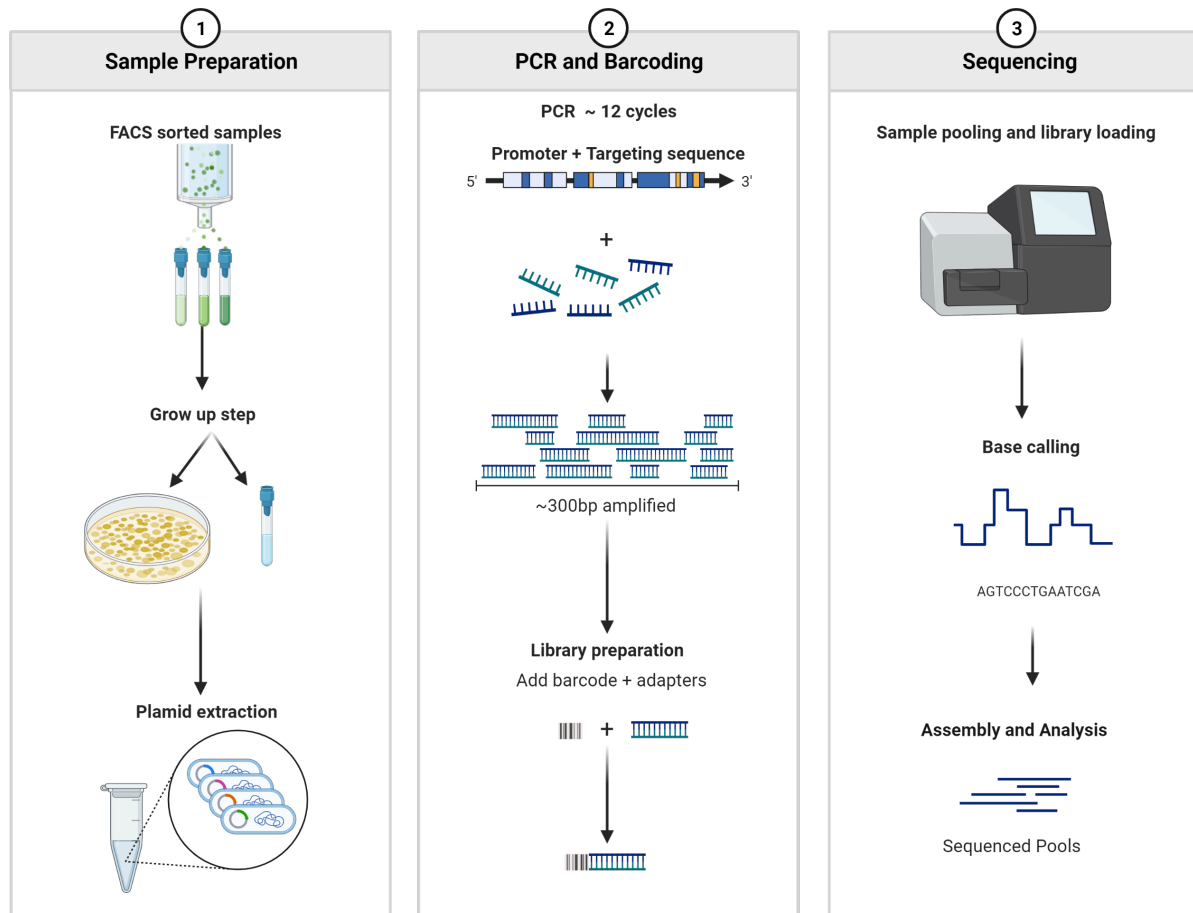 1
Sample Preparation
FACS sorted samples
Grow up step
Plamid extraction
2
PCR and Barcoding
PCR ~ 12 cycles
Promoter + Targeting sequence
5' 3'
+
~300bp amplified
Library preparation
Add barcode + adapters
+
3
Sequencing
Sample pooling and library loading
Base calling
AGTCCCTGAATCGA
Assembly and Analysis
Sequenced Pools